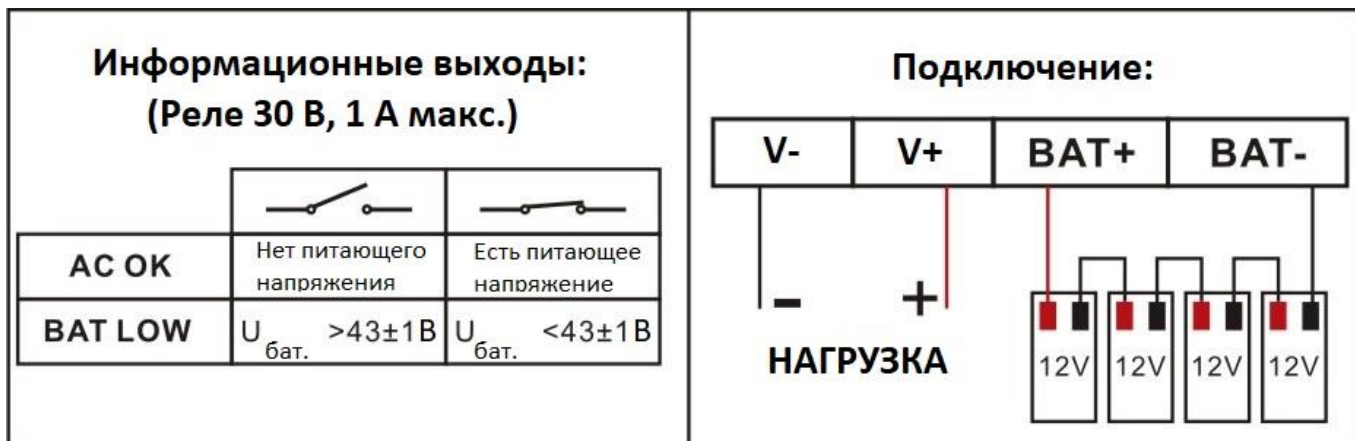 Информационные выходы:
(Реле 30 В, 1 А макс.)
AC OK
Нет питающего
напряжения
Есть питающее
напряжение
BAT LOW
U бат. >43±1В
U бат. <43±1В
Подключение:
V-
V+
BAT+
BAT-
-
+
НАГРУЗКА
12V
12V
12V
12V